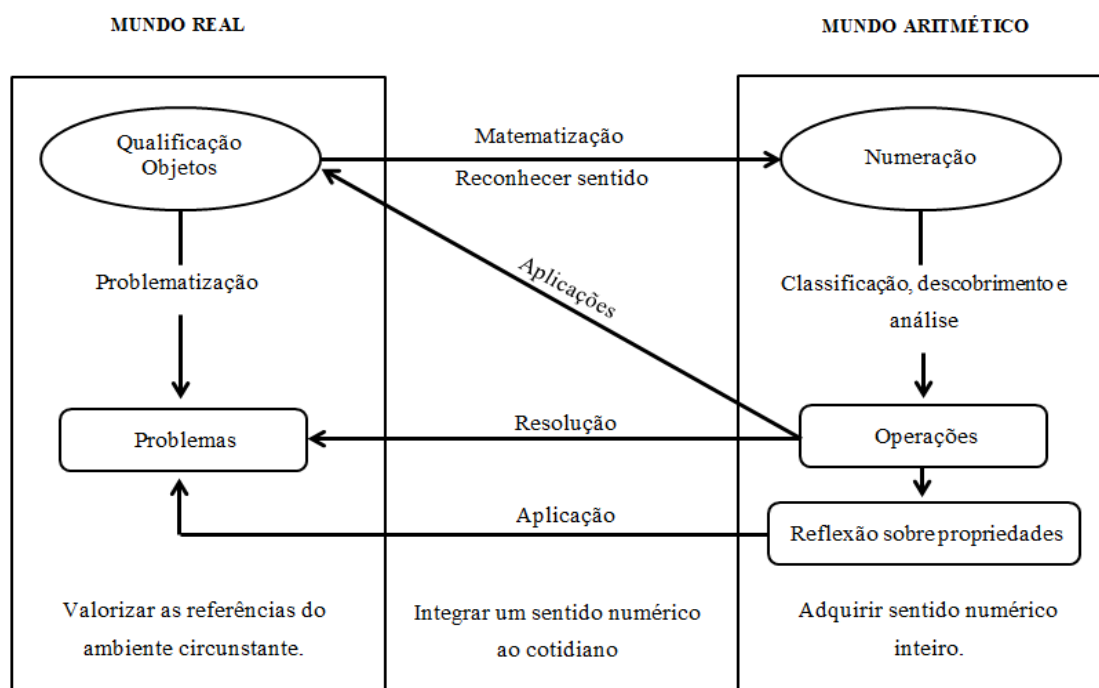 MUNDO REAL
MUNDO ARITMÉTICO
Qualificação
Objetos
Matematização
Reconhecer sentido
Numeração
Problematização
Aplicações
Classificação, descobrimento e
análise
Problemas
Resolução
Operações
Aplicação
Reflexão sobre propriedades
Valorizar as referências do
ambiente circunstante.
Integrar um sentido numérico
ao cotidiano
Adquirir sentido numérico
inteiro.